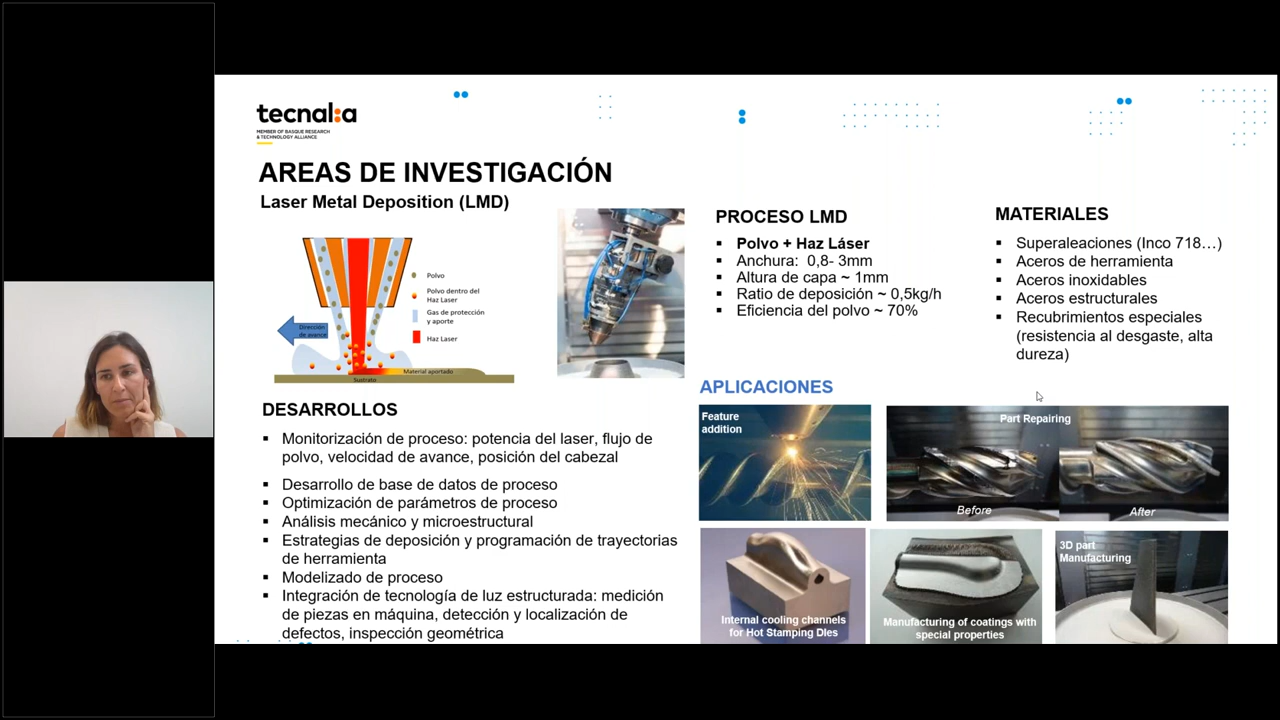 tecnal:a
MEMBER OF BASQUE RESEARCH
& TECHNOLOGY ALLIANCE
AREAS DE INVESTIGACIÓN
Laser Metal Deposition (LMD)
Polvo
Polvo dentro del
Haz Laser
Gas de protección
y aporte
Haz Laser
Dirección
de avance
Material aportado
Sustrato
DESARROLLOS
▪ Monitorización de proceso: potencia del laser, flujo de
polvo, velocidad de avance, posición del cabezal
▪ Desarrollo de base de datos de proceso
▪ Optimización de parámetros de proceso
▪ Análisis mecánico y microestructural
▪ Estrategias de deposición y programación de trayectorias
de herramienta
▪ Modelizado de proceso
▪ Integración de tecnología de luz estructurada: medición
de piezas en máquina, detección y localización de
defectos, inspección geométrica
PROCESO LMD
▪ Polvo + Haz Láser
▪ Anchura: 0,8- 3mm
▪ Altura de capa ~ 1mm
▪ Ratio de deposición ~ 0,5kg/h
▪ Eficiencia del polvo ~ 70%
MATERIALES
▪ Superaleaciones (Inco 718…)
▪ Aceros de herramienta
▪ Aceros inoxidables
▪ Aceros estructurales
▪ Recubrimientos especiales
(resistencia al desgaste, alta
dureza)
APLICACIONES
Feature
addition
Part Repairing
Before
After
Internal cooling channels
for Hot Stamping DIes
Manufacturing of coatings with
special properties
3D part
Manufacturing